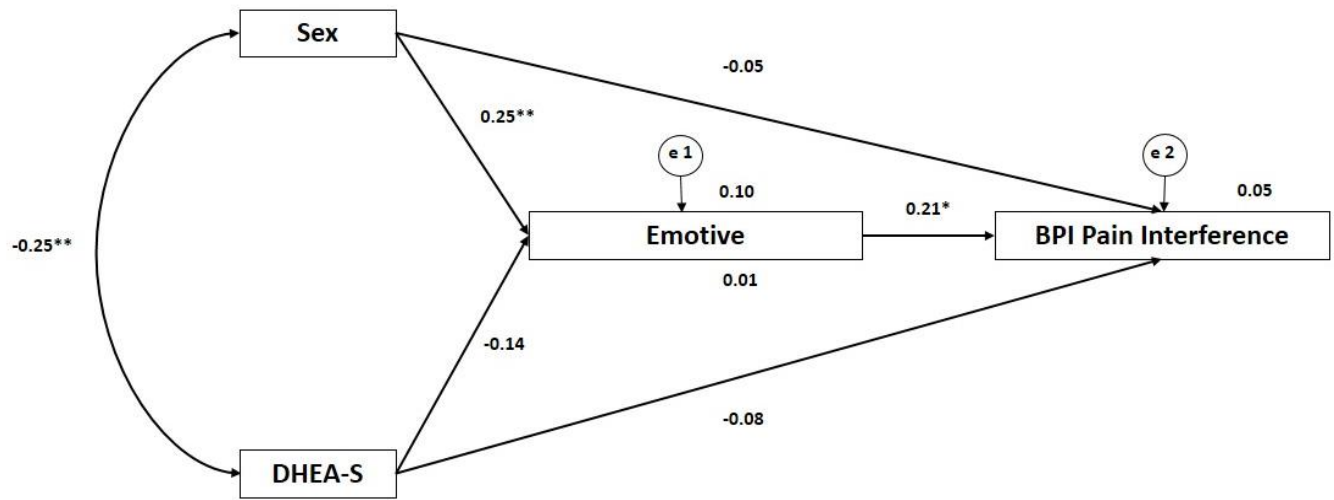 Sex
-0.05
0.25**
e 1
e 2
0.10
0.05
0.21*
-0.25**
Emotive
BPI Pain Interference
0.01
-0.14
-0.08
DHEA-S